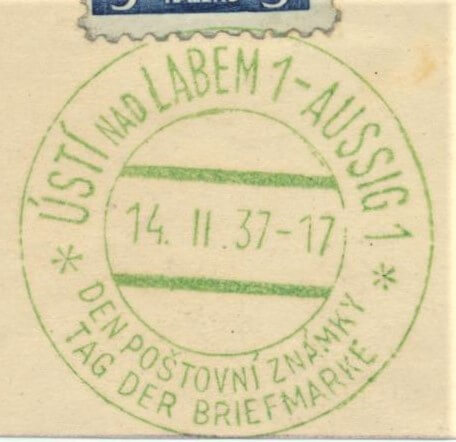 ÚSTÍ NAD LABEM 1-AUSSIG 1
14. II. 37-17
* DEN POŠTOVNÍ ZNÁMKY *
TAG DER BRIEFMARKE